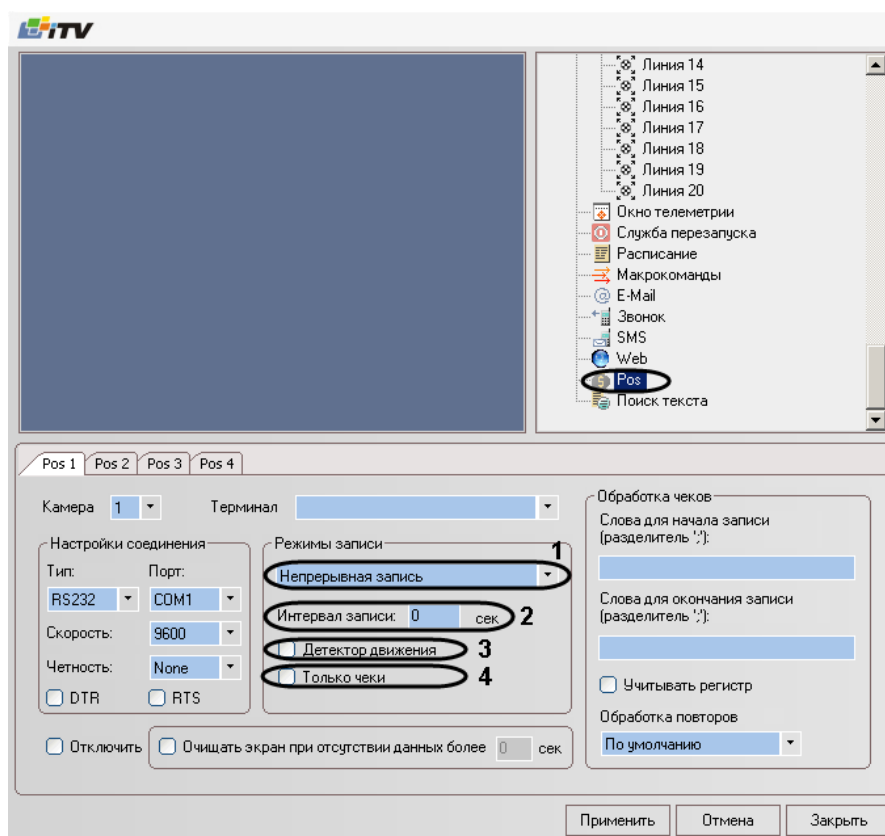 iTV
Линия 14
Линия 15
Линия 16
Линия 17
Линия 18
Линия 19
Линия 20
Окно телеметрии
Служба перезапуска
Расписание
Макрокоманды
E-Mail
Звонок
SMS
Web
Pos
Поиск текста
Pos 1 Pos 2 Pos 3 Pos 4
Камера 1 Терминал
Настройки соединения
Тип: Порт:
RS232 COM1
Скорость: 9600
Четность: None
DTR RTS
Режимы записи
1
Непрерывная запись
Интервал записи: 0 сек 2
Детектор движения 3
Только чеки 4
Отключить Очищать экран при отсутствии данных более 0 сек
Обработка чеков
Слова для начала записи
(разделитель ';'):
Слова для окончания записи
(разделитель ';'):
Учитывать регистр
Обработка повторов
По умолчанию
Применить Отмена Закрыть